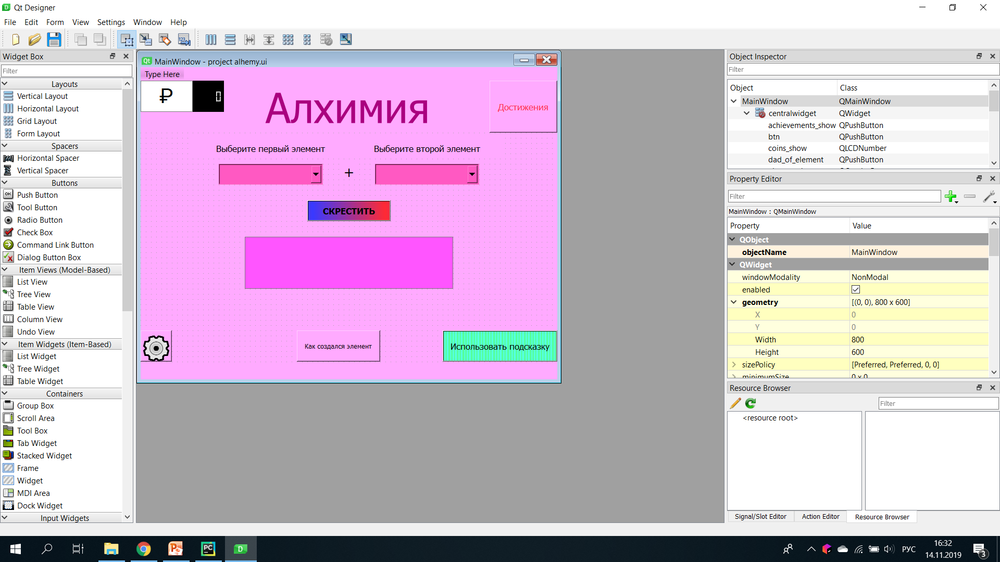 Qt Designer
File Edit Form View Settings Window Help
Widget Box
Filter
Layouts
Vertical Layout
Horizontal Layout
Grid Layout
Form Layout
Spacers
Horizontal Spacer
Vertical Spacer
Buttons
Push Button
Tool Button
Radio Button
Check Box
Command Link Button
Dialog Button Box
Item Views (Model-Based)
List View
Tree View
Table View
Column View
Undo View
Item Widgets (Item-Based)
List Widget
Tree Widget
Table Widget
Containers
Group Box
Scroll Area
Tool Box
Tab Widget
Stacked Widget
Frame
Widget
MDI Area
Dock Widget
Input Widgets
MainWindow - project alhemy.ui
Type Here
₽ 0
Алхимия
Достижения
Выберите первый элемент
Выберите второй элемент
+
СКРЕСТИТЬ
Как создался элемент
Использовать подсказку
Object Inspector
Filter
Object Class
MainWindow QMainWindow
centralwidget QWidget
achievements_show QPushButton
btn QPushButton
coins_show QLCDNumber
dad_of_element QPushButton
Property Editor
Filter
MainWindow : QMainWindow
Property Value
QObject
objectName MainWindow
QWidget
windowModality NonModal
enabled
geometry [(0, 0), 800 x 600]
X 0
Y 0
Width 800
Height 600
sizePolicy [Preferred, Preferred, 0, 0]
minimumSize 0 x 0
Resource Browser
Filter
<resource root>
Signal/Slot Editor Action Editor Resource Browser
РУС
16:32
14.11.2019
3